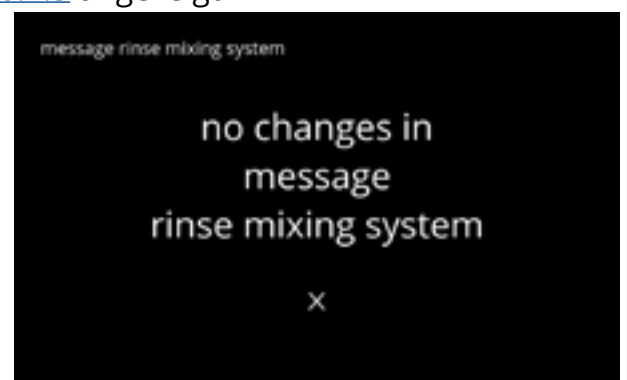 message rinse mixing system
no changes in
message
rinse mixing system
x